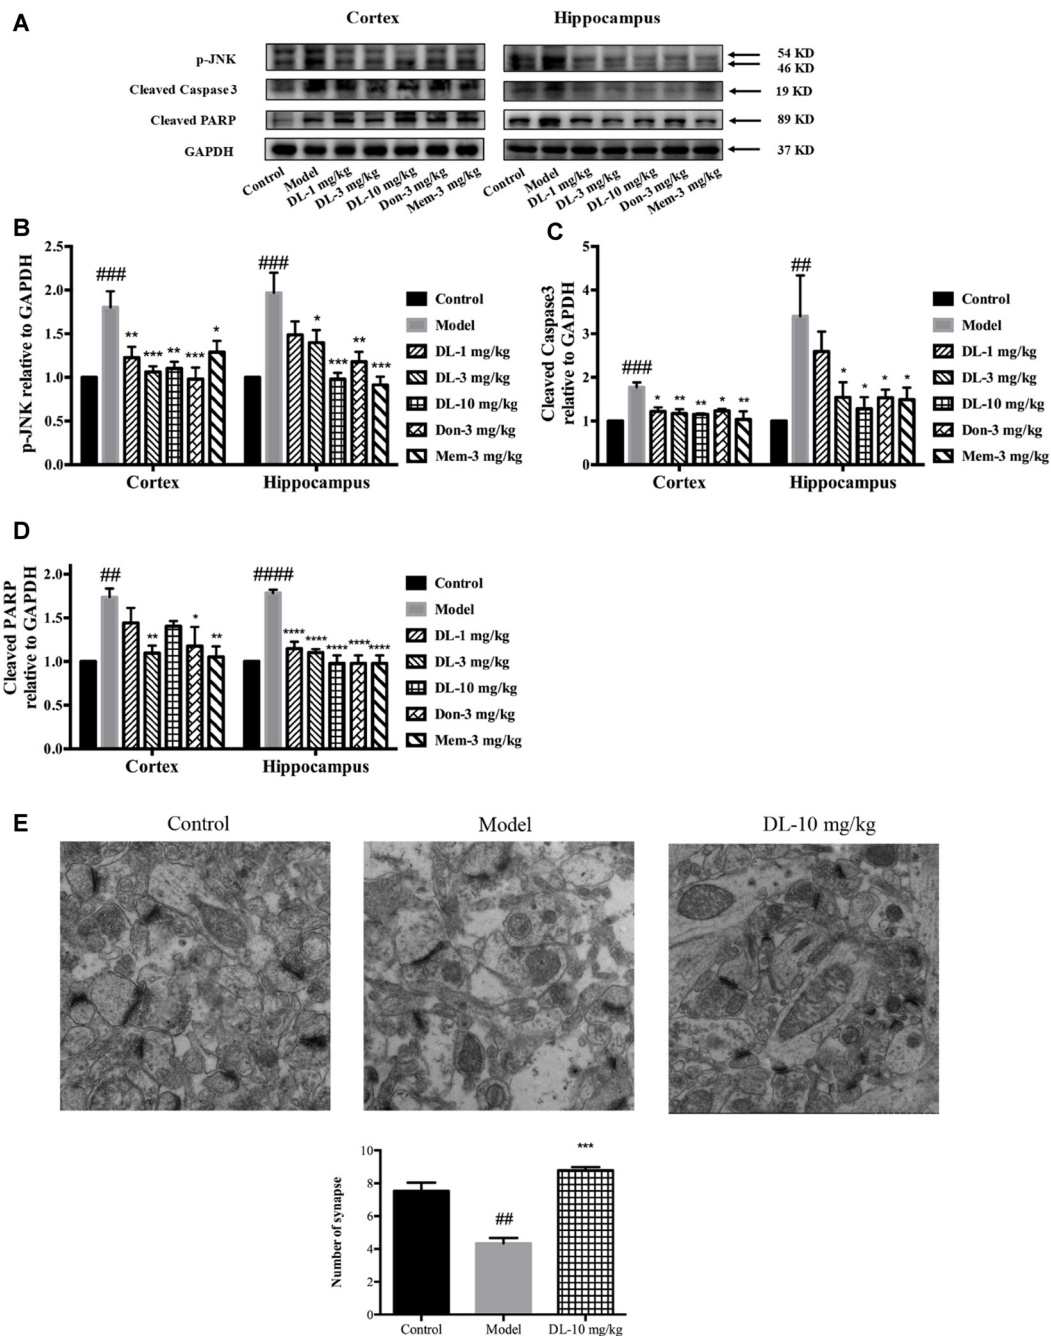 A
Cortex
Hippocampus
p-JNK
54 KD
46 KD
Cleaved Caspase3
19 KD
Cleaved PARP
89 KD
GAPDH
37 KD
Control
Model
DL-1 mg/kg
DL-3 mg/kg
DL-10 mg/kg
Don-3 mg/kg
Mem-3 mg/kg
Control
Model
DL-1 mg/kg
DL-3 mg/kg
DL-10 mg/kg
Don-3 mg/kg
Mem-3 mg/kg
B
p-JNK relative to GAPDH
2.5
2.0
1.5
1.0
0.5
0.0
###
**
***
**
***
*
###
*
***
**
***
Cortex
Hippocampus
Control
Model
DL-1 mg/kg
DL-3 mg/kg
DL-10 mg/kg
Don-3 mg/kg
Mem-3 mg/kg
C
Cleaved Caspase3
relative to GAPDH
5
4
3
2
1
0
###
*
**
**
*
**
##
*
*
*
*
Cortex
Hippocampus
Control
Model
DL-1 mg/kg
DL-3 mg/kg
DL-10 mg/kg
Don-3 mg/kg
Mem-3 mg/kg
D
Cleaved PARP
relative to GAPDH
2.0
1.5
1.0
0.5
0.0
##
**
*
**
####
****
****
****
****
****
Cortex
Hippocampus
Control
Model
DL-1 mg/kg
DL-3 mg/kg
DL-10 mg/kg
Don-3 mg/kg
Mem-3 mg/kg
E
Control
Model
DL-10 mg/kg
Number of synapse
10
8
6
4
2
0
##
***
Control
Model
DL-10 mg/kg